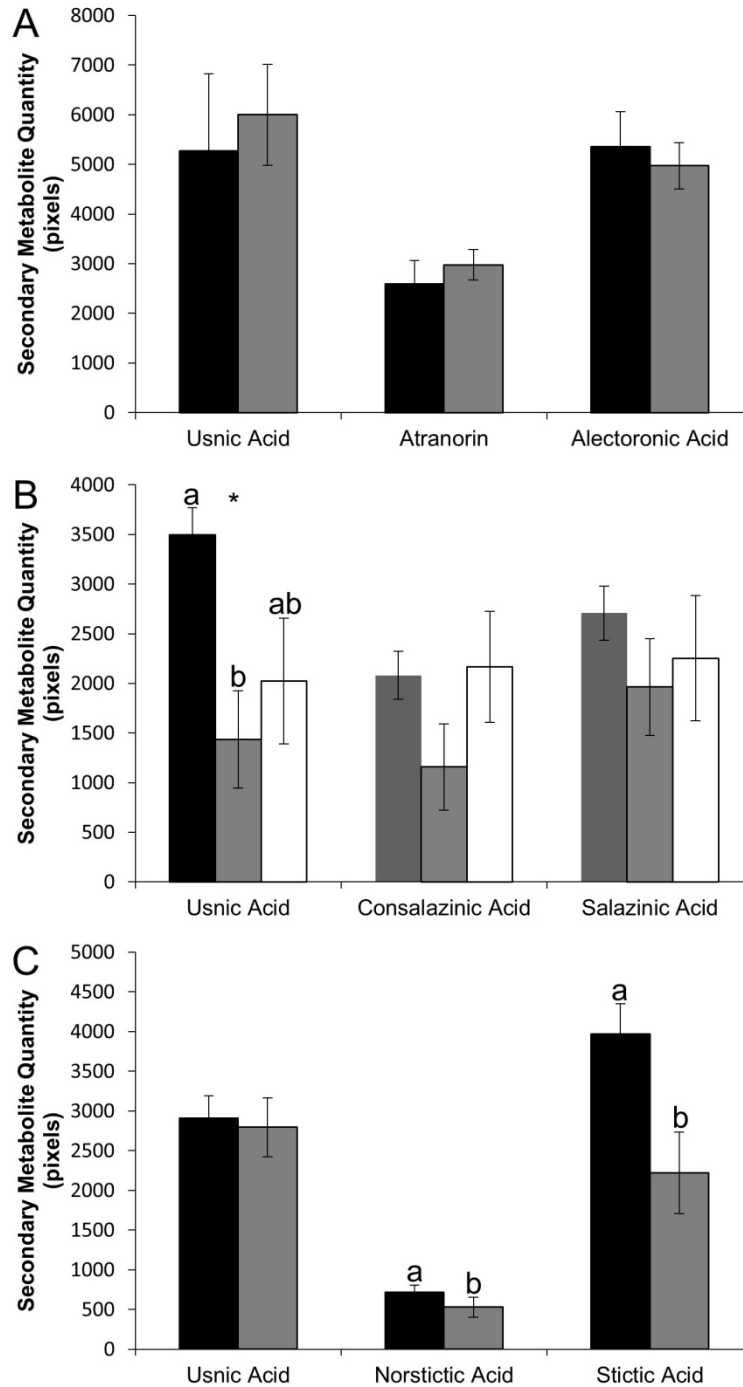 A
Secondary Metabolite Quantity
(pixels)
8000
7000
6000
5000
4000
3000
2000
1000
0
Usnic Acid
Atranorin
Alectoronic Acid
B
Secondary Metabolite Quantity
(pixels)
4000
3500
3000
2500
2000
1500
1000
500
0
a
*
b
ab
Usnic Acid
Consalazinic Acid
Salazinic Acid
C
Secondary Metabolite Quantity
(pixels)
5000
4500
4000
3500
3000
2500
2000
1500
1000
500
0
a
b
a
b
Usnic Acid
Norstictic Acid
Stictic Acid